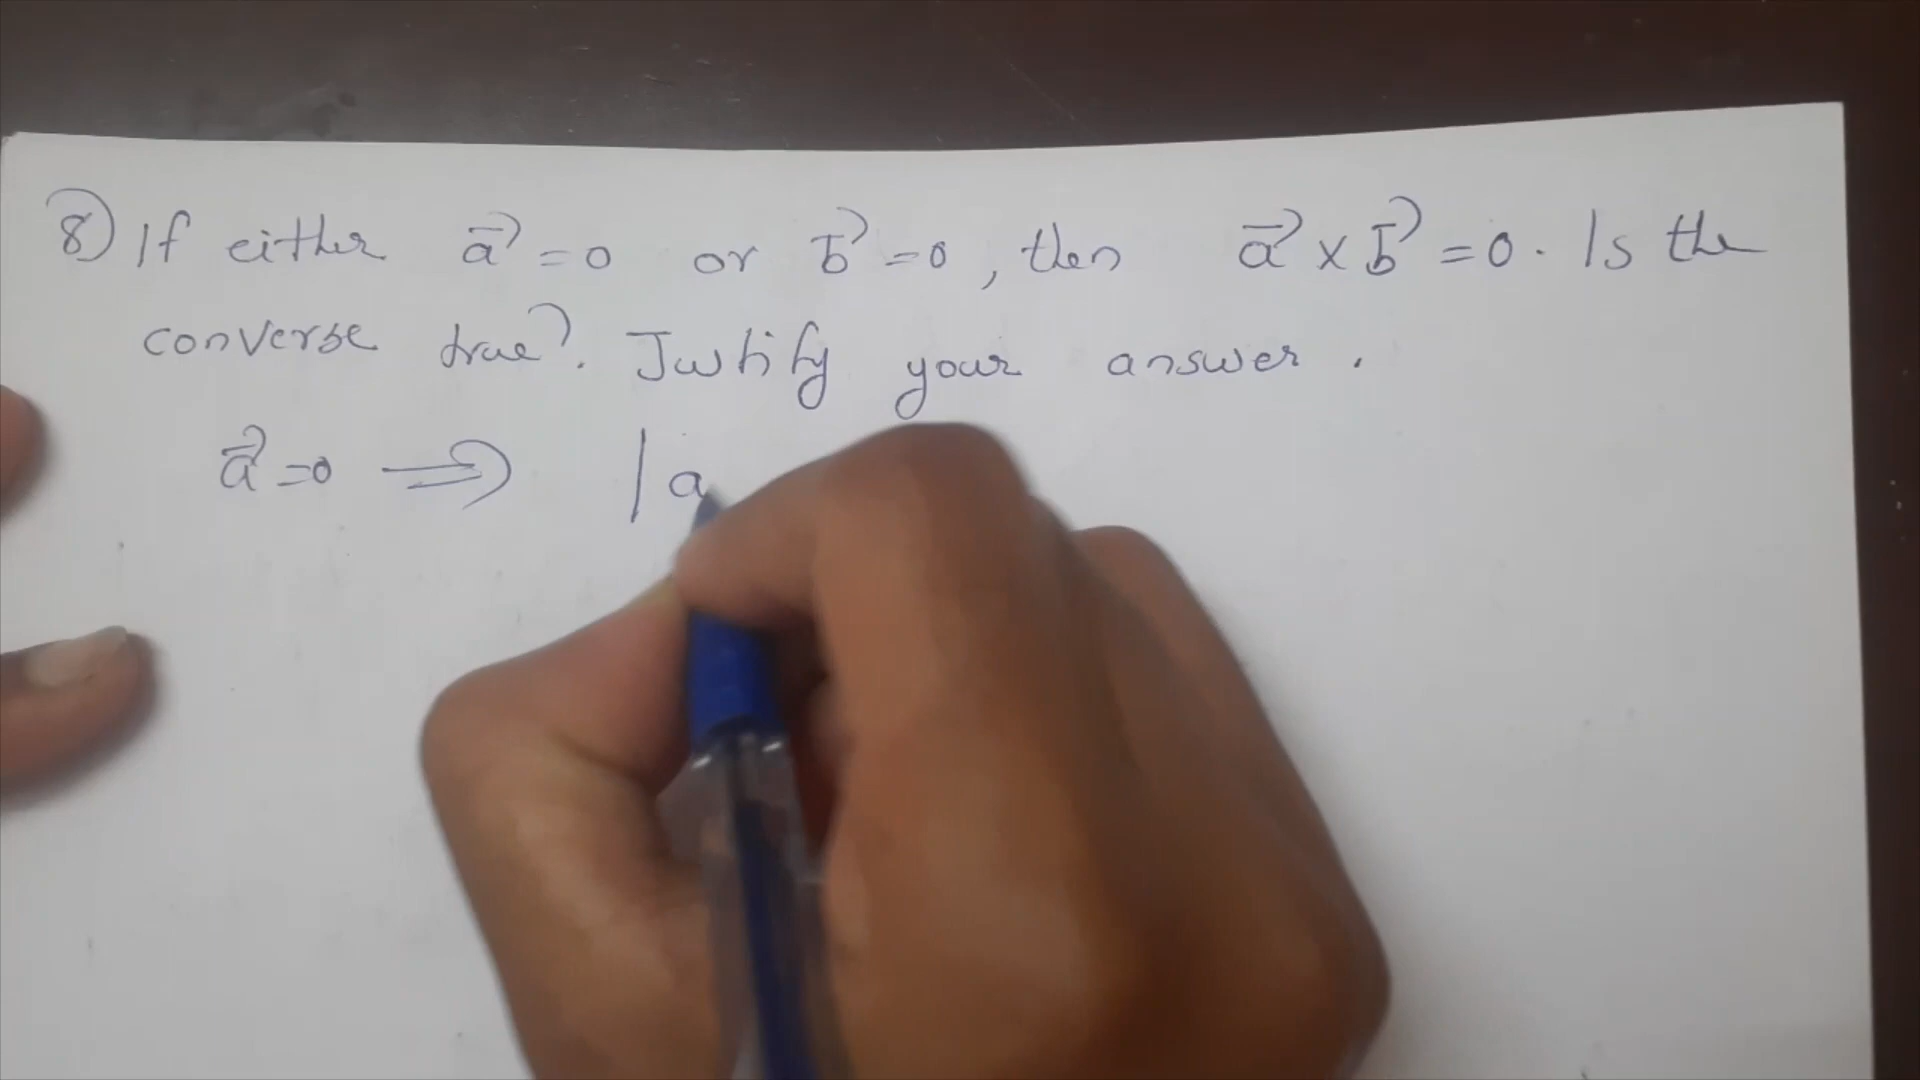 8) If either a⃗ = 0 or b⃗ = 0, then a⃗ x b⃗ = 0. Is the
converse true?. Justify your answer.
a⃗ = 0 ⇒ |a